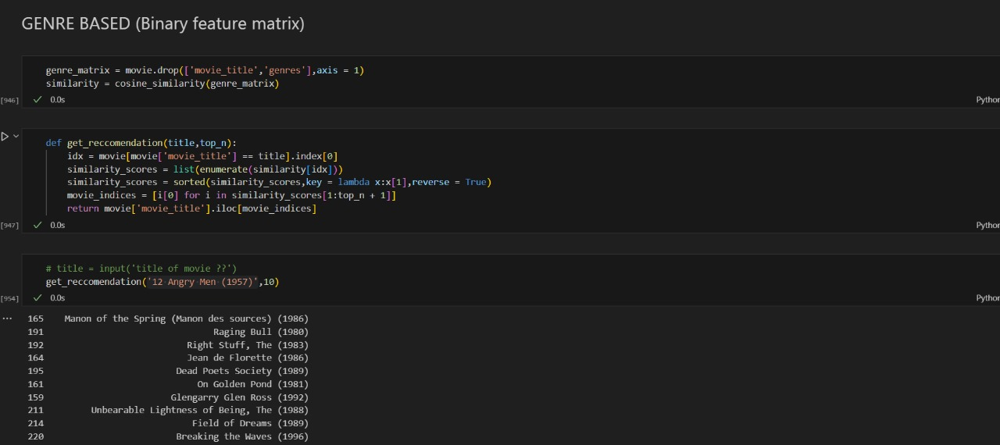 GENRE BASED (Binary feature matrix)
genre_matrix = movie.drop(['movie_title','genres'],axis = 1)
similarity = cosine_similarity(genre_matrix)
[946]
0.0s
Python
def get_reccomendation(title,top_n):
idx = movie[movie['movie_title'] == title].index[0]
similarity_scores = list(enumerate(similarity[idx]))
similarity_scores = sorted(similarity_scores,key = lambda x:x[1],reverse = True)
movie_indices = [i[0] for i in similarity_scores[1:top_n + 1]]
return movie['movie_title'].iloc[movie_indices]
[947]
0.0s
Python
# title = input('title of movie ??')
get_reccomendation('12 Angry Men (1957)',10)
[954]
0.0s
Python
... 165 Manon of the Spring (Manon des sources) (1986)
191 Raging Bull (1980)
192 Right Stuff, The (1983)
164 Jean de Florette (1986)
195 Dead Poets Society (1989)
161 On Golden Pond (1981)
159 Glengarry Glen Ross (1992)
211 Unbearable Lightness of Being, The (1988)
214 Field of Dreams (1989)
220 Breaking the Waves (1996)